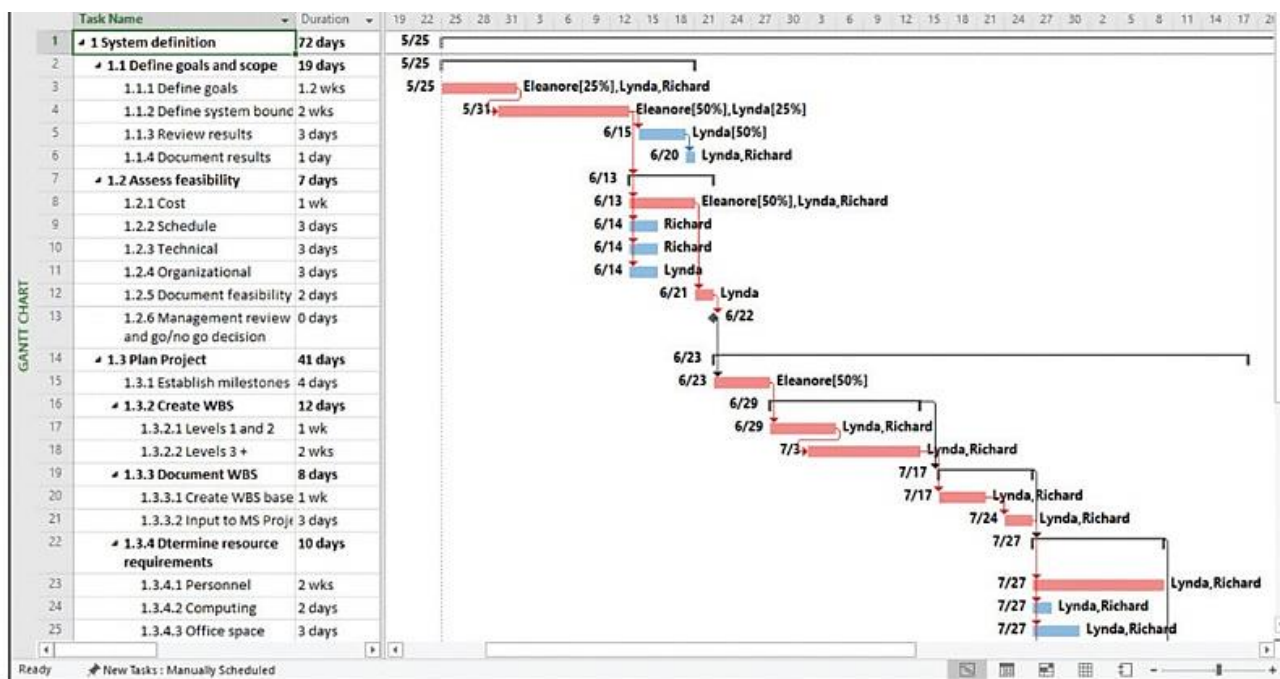 Task Name Duration 19 22 25 28 31 3 6 9 12 15 18 21 24 27 30 3 6 9 12 15 18 21 24 27 30 2 5 8 11 14 17
1 1 System definition 72 days 5/25
2 1.1 Define goals and scope 19 days 5/25
3 1.1.1 Define goals 1.2 wks 5/25 Eleanore[25%],Lynda,Richard
4 1.1.2 Define system bound 2 wks 5/31 Eleanore[50%],Lynda[25%]
5 1.1.3 Review results 3 days 6/15 Lynda[50%]
6 1.1.4 Document results 1 day 6/20 Lynda,Richard
7 1.2 Assess feasibility 7 days 6/13
8 1.2.1 Cost 1 wk 6/13 Eleanore[50%],Lynda,Richard
9 1.2.2 Schedule 3 days 6/14 Richard
10 1.2.3 Technical 3 days 6/14 Richard
11 1.2.4 Organizational 3 days 6/14 Lynda
12 1.2.5 Document feasibility 2 days 6/21 Lynda
13 1.2.6 Management review 0 days 6/22
and go/no go decision
14 1.3 Plan Project 41 days 6/23
15 1.3.1 Establish milestones 4 days 6/23 Eleanore[50%]
16 1.3.2 Create WBS 12 days 6/29
17 1.3.2.1 Levels 1 and 2 1 wk 6/29 Lynda,Richard
18 1.3.2.2 Levels 3 + 2 wks 7/3 Lynda,Richard
19 1.3.3 Document WBS 8 days 7/17
20 1.3.3.1 Create WBS base 1 wk 7/17 Lynda,Richard
21 1.3.3.2 Input to MS Proje 3 days 7/24 Lynda,Richard
22 1.3.4 Dtermine resource 10 days 7/27
requirements
23 1.3.4.1 Personnel 2 wks 7/27 Lynda,Richard
24 1.3.4.2 Computing 2 days 7/27 Lynda,Richard
25 1.3.4.3 Office space 3 days 7/27 Lynda,Richard
GANTT CHART
Ready New Tasks : Manually Scheduled